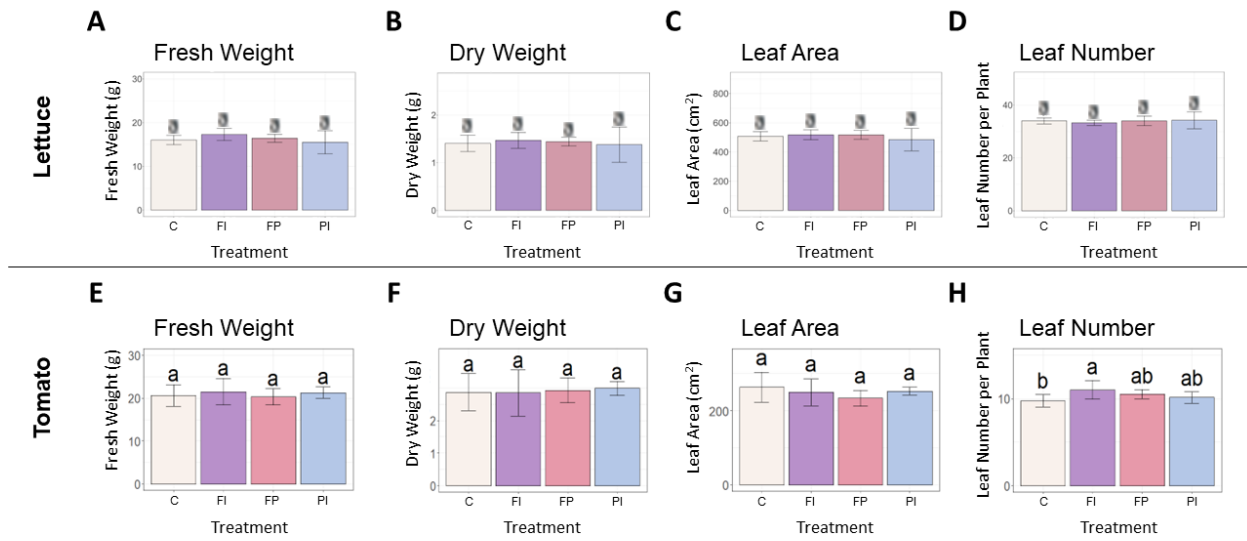 A
B
C
D
Fresh Weight
Dry Weight
Leaf Area
Leaf Number
Lettuce
Fresh Weight (g)
30
20
10
0
C FI FP PI
Treatment
Dry Weight (g)
2
1
0
C FI FP PI
Treatment
Leaf Area (cm²)
800
600
400
200
0
C FI FP PI
Treatment
Leaf Number per Plant
40
20
0
C FI FP PI
Treatment
E
F
G
H
Fresh Weight
Dry Weight
Leaf Area
Leaf Number
Tomato
Fresh Weight (g)
30
20
10
0
a a a a
C FI FP PI
Treatment
Dry Weight (g)
2
1
0
a a a a
C FI FP PI
Treatment
Leaf Area (cm²)
200
0
a a a a
C FI FP PI
Treatment
Leaf Number per Plant
10
0
b a ab ab
C FI FP PI
Treatment